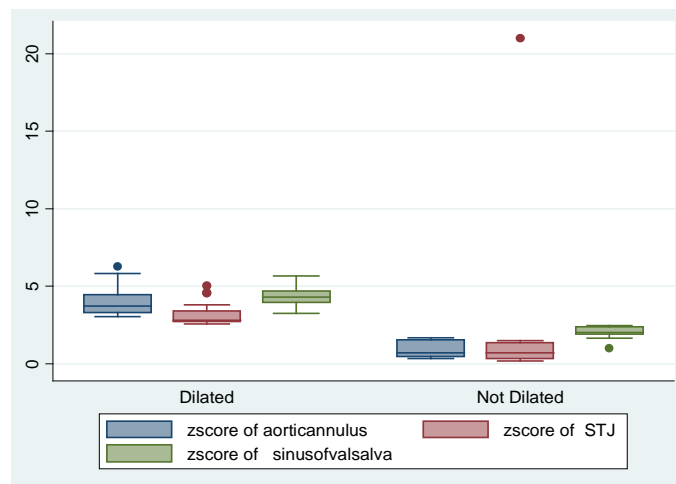 20
15
10
5
0
Dilated Not Dilated
zscore of aorticannulus zscore of STJ
zscore of sinusofvalsalva